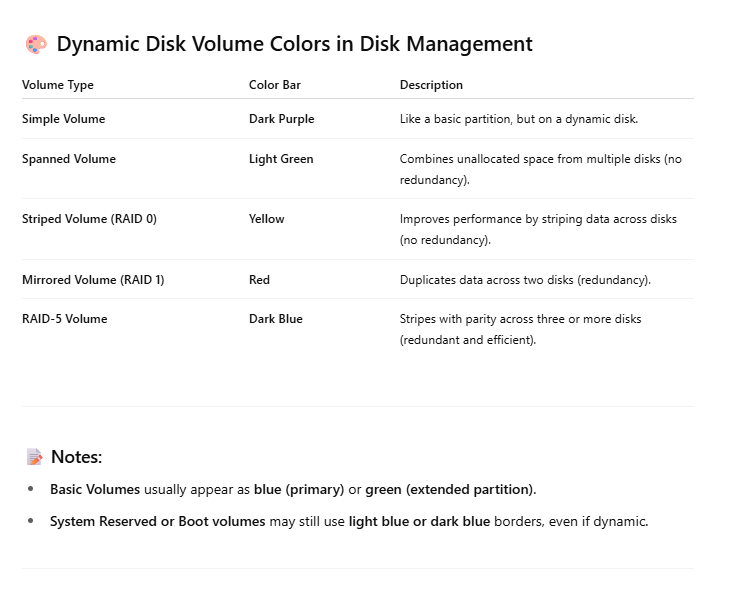 🎨 Dynamic Disk Volume Colors in Disk Management
Volume Type Color Bar Description
Simple Volume Dark Purple Like a basic partition, but on a dynamic disk.
Spanned Volume Light Green Combines unallocated space from multiple disks (no
redundancy).
Striped Volume (RAID 0) Yellow Improves performance by striping data across disks
(no redundancy).
Mirrored Volume (RAID 1) Red Duplicates data across two disks (redundancy).
RAID-5 Volume Dark Blue Stripes with parity across three or more disks
(redundant and efficient).
📝 Notes:
• Basic Volumes usually appear as blue (primary) or green (extended partition).
• System Reserved or Boot volumes may still use light blue or dark blue borders, even if dynamic.